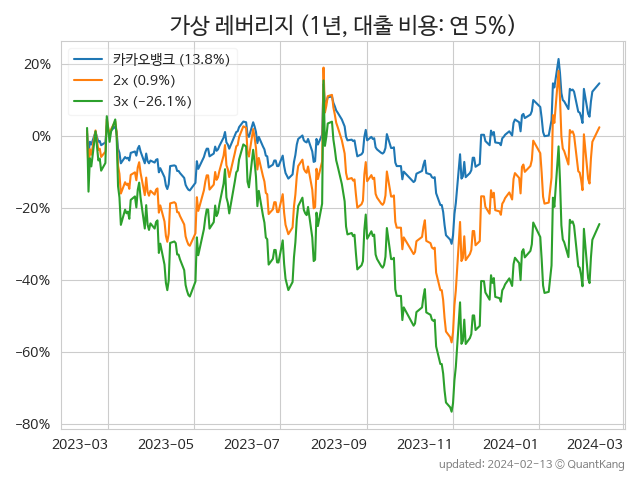 가상 레버리지 (1년, 대출 비용: 연 5%)
카카오뱅크 (13.8%)
2x (0.9%)
3x (−26.1%)
20%
0%
−20%
−40%
−60%
−80%
2023-03 2023-05 2023-07 2023-09 2023-11 2024-01 2024-03
updated: 2024-02-13 ⓒ QuantKang